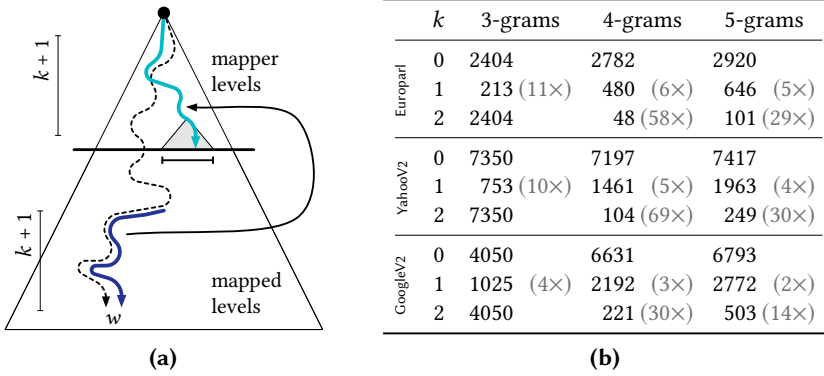 k + 1
mapper
levels
k + 1
mapped
levels
w
(a)
k 3-grams 4-grams 5-grams
Europarl
0 2404 2782 2920
1 213 (11×) 480 (6×) 646 (5×)
2 2404 48 (58×) 101 (29×)
YahooV2
0 7350 7197 7417
1 753 (10×) 1461 (5×) 1963 (4×)
2 7350 104 (69×) 249 (30×)
GoogleV2
0 4050 6631 6793
1 1025 (4×) 2192 (3×) 2772 (2×)
2 4050 221 (30×) 503 (14×)
(b)